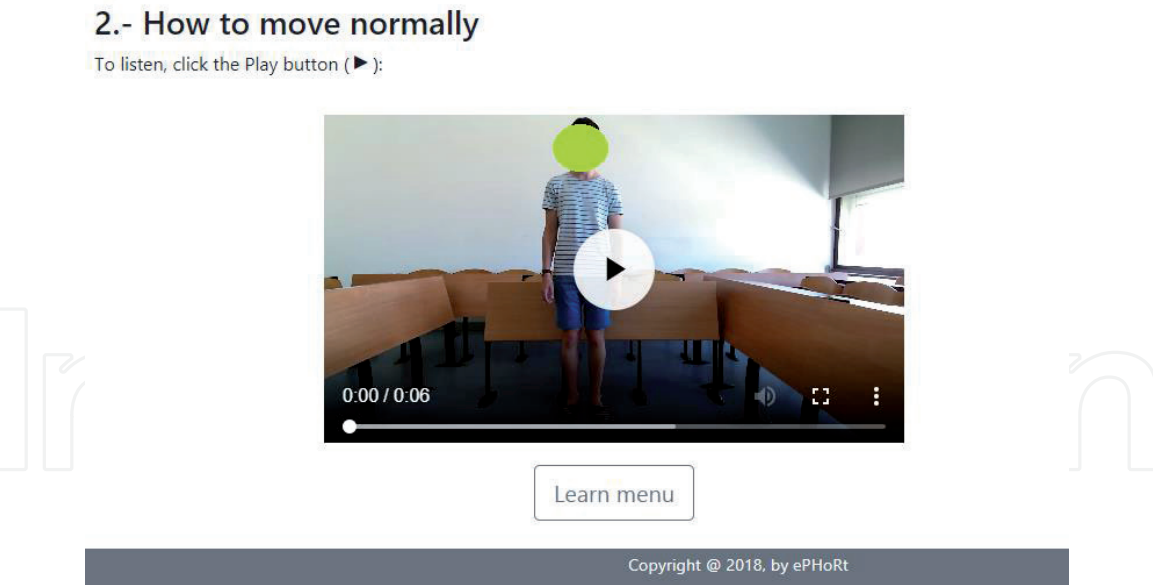 2.- How to move normally
To listen, click the Play button (▶):
0:00 / 0:06
Learn menu
Copyright @ 2018, by ePHoRt